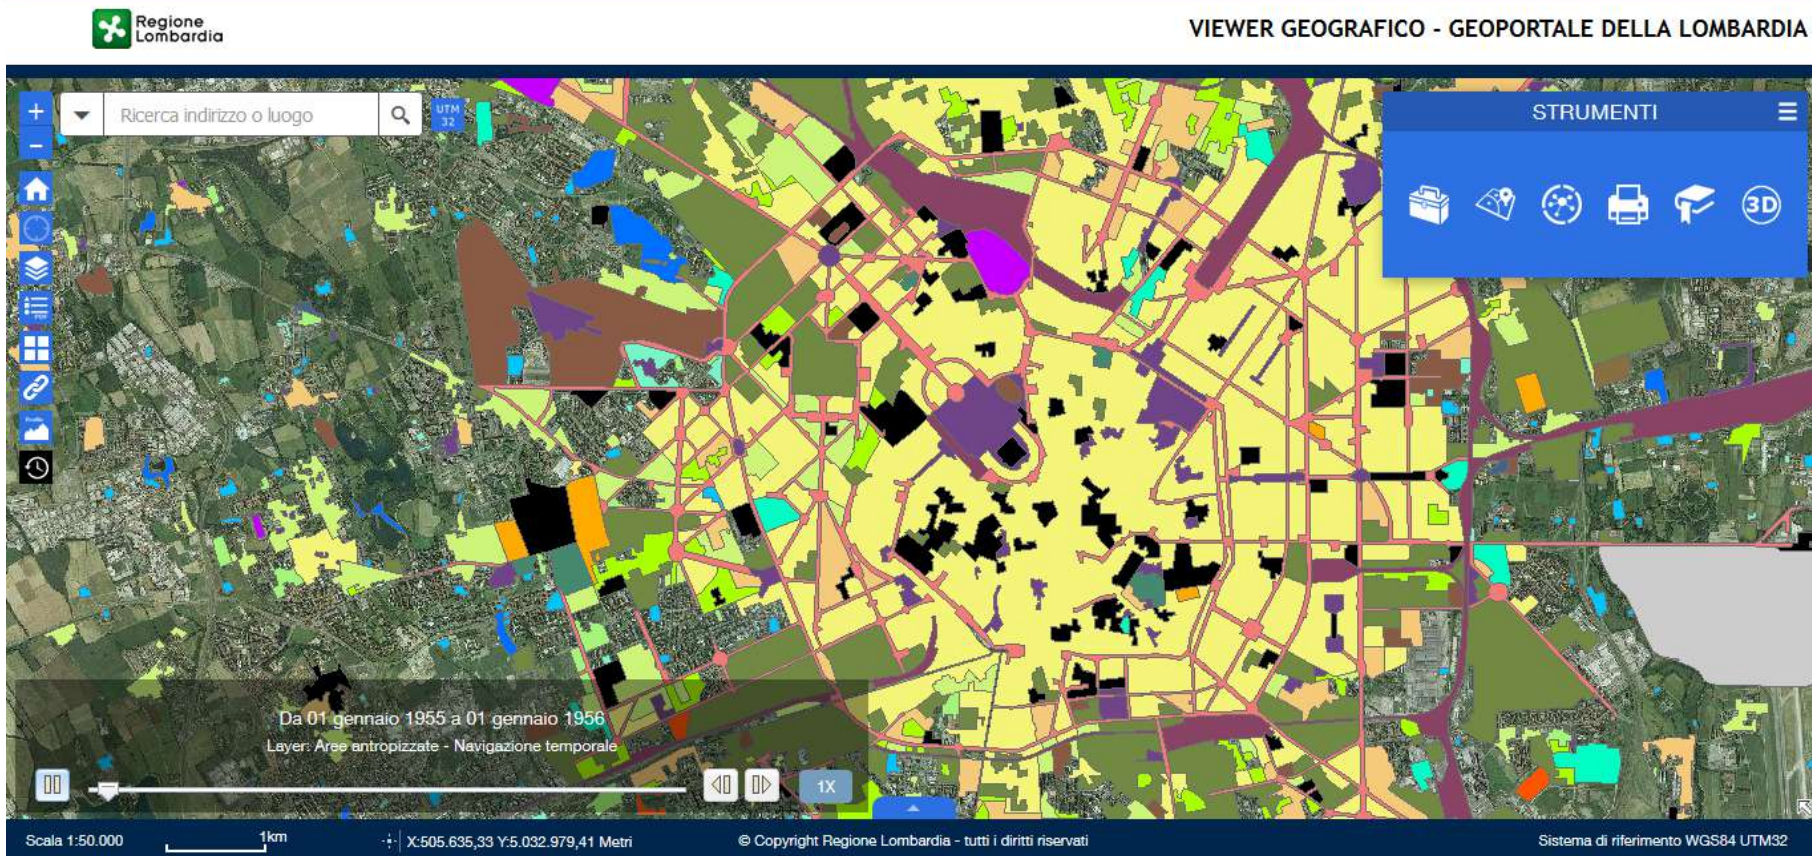 Regione
Lombardia
VIEWER GEOGRAFICO - GEOPORTALE DELLA LOMBARDIA
+
Ricerca indirizzo o luogo
UTM
32
STRUMENTI
−
3D
PDF
Da 01 gennaio 1955 a 01 gennaio 1956
Layer: Aree antropizzate - Navigazione temporale
1X
Scala 1:50.000
1km
X:505.635,33 Y:5.032.979,41 Metri
© Copyright Regione Lombardia - tutti i diritti riservati
Sistema di riferimento WGS84 UTM32